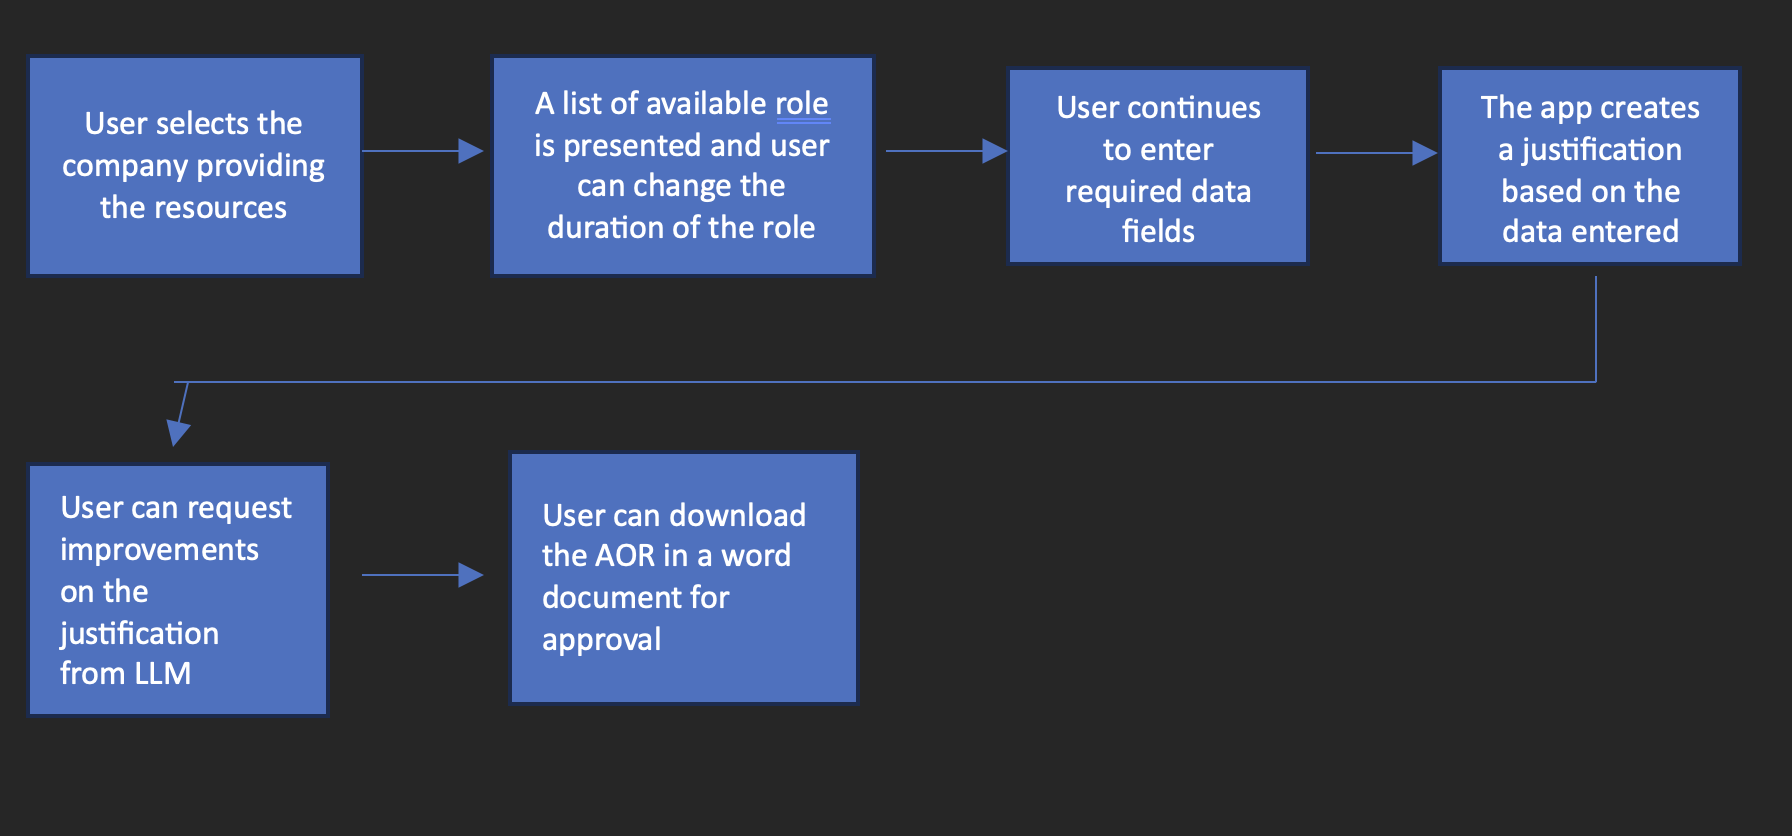 User selects the
company providing
the resources
A list of available role
is presented and user
can change the
duration of the role
User continues
to enter
required data
fields
The app creates
a justification
based on the
data entered
User can request
improvements
on the
justification
from LLM
User can download
the AOR in a word
document for
approval